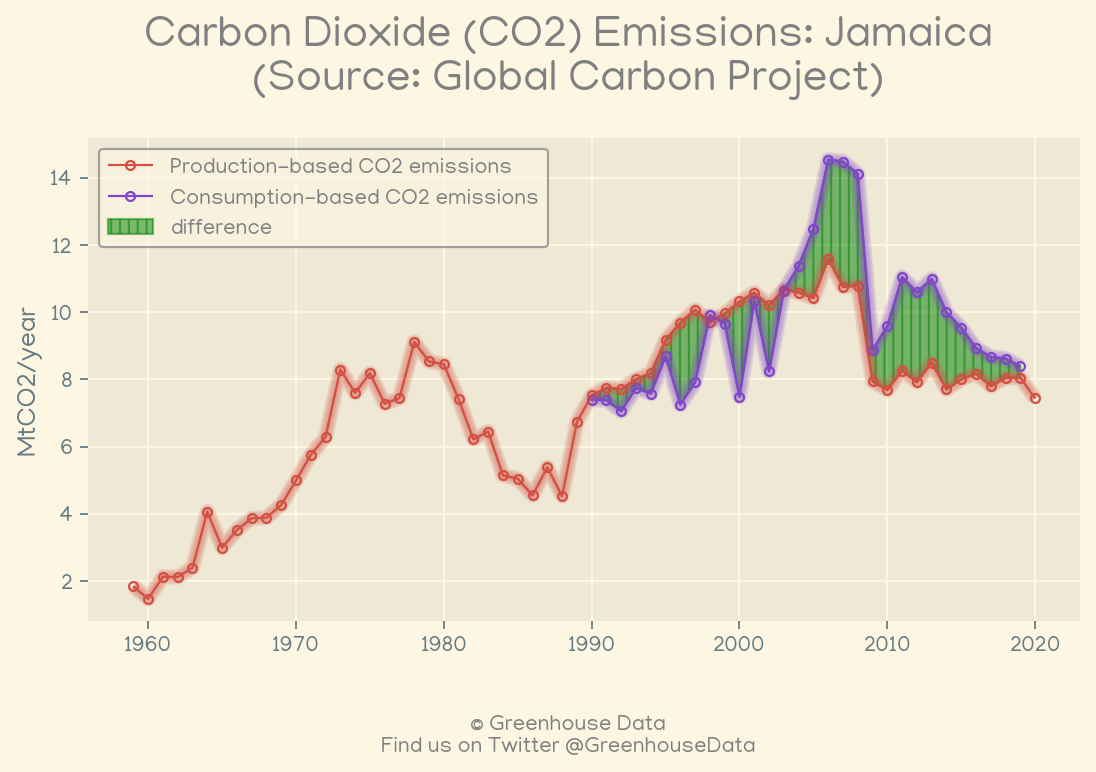 Carbon Dioxide (CO2) Emissions: Jamaica
(Source: Global Carbon Project)
Production-based CO2 emissions
Consumption-based CO2 emissions
difference
MtCO2/year
14
12
10
8
6
4
2
1960 1970 1980 1990 2000 2010 2020
© Greenhouse Data
Find us on Twitter @GreenhouseData